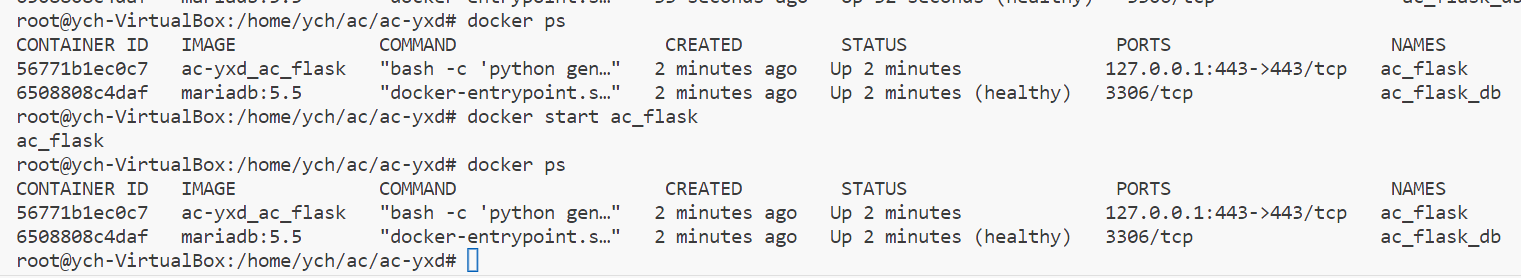 root@ych-VirtualBox:/home/ych/ac/ac-yxd# docker ps
CONTAINER ID   IMAGE             COMMAND                  CREATED         STATUS                   PORTS                    NAMES
56771b1ec0c7   ac-yxd_ac_flask   "bash -c 'python gen…"   2 minutes ago   Up 2 minutes             127.0.0.1:443->443/tcp   ac_flask
6508808c4daf   mariadb:5.5       "docker-entrypoint.s…"   2 minutes ago   Up 2 minutes (healthy)   3306/tcp                 ac_flask_db
root@ych-VirtualBox:/home/ych/ac/ac-yxd# docker start ac_flask
ac_flask
root@ych-VirtualBox:/home/ych/ac/ac-yxd# docker ps
CONTAINER ID   IMAGE             COMMAND                  CREATED         STATUS                   PORTS                    NAMES
56771b1ec0c7   ac-yxd_ac_flask   "bash -c 'python gen…"   2 minutes ago   Up 2 minutes             127.0.0.1:443->443/tcp   ac_flask
6508808c4daf   mariadb:5.5       "docker-entrypoint.s…"   2 minutes ago   Up 2 minutes (healthy)   3306/tcp                 ac_flask_db
root@ych-VirtualBox:/home/ych/ac/ac-yxd#